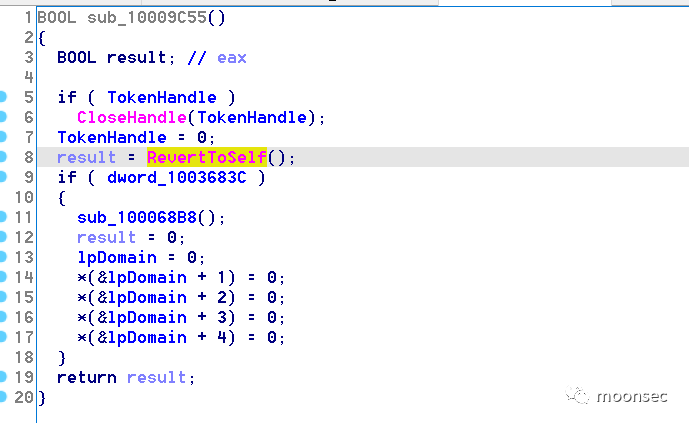 1 BOOL sub_10009C55()
2 {
3 BOOL result; // eax
4
5 if ( TokenHandle )
6 CloseHandle(TokenHandle);
7 TokenHandle = 0;
8 result = RevertToSelf();
9 if ( dword_1003683C )
10 {
11 sub_100068B8();
12 result = 0;
13 lpDomain = 0;
14 *(&lpDomain + 1) = 0;
15 *(&lpDomain + 2) = 0;
16 *(&lpDomain + 3) = 0;
17 *(&lpDomain + 4) = 0;
18 }
19 return result;
20 }
moonsec